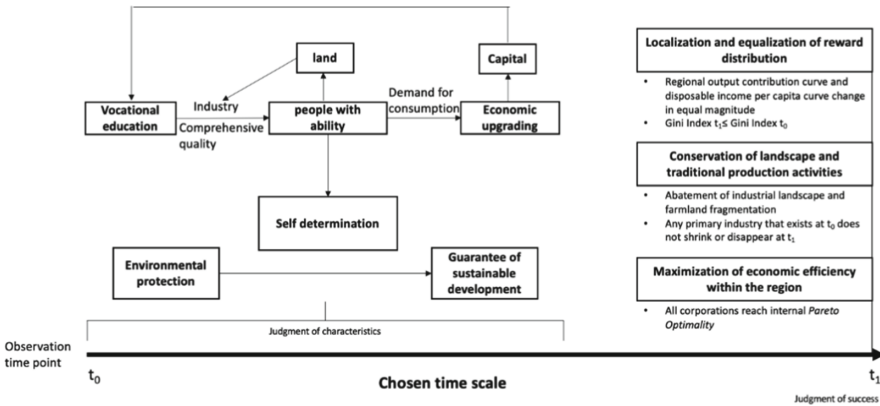 land
Capital
Vocational
education
Industry
Comprehensive
quality
people with
ability
Demand for
consumption
Economic
upgrading
Self determination
Environmental
protection
Guarantee of
sustainable
development
Judgment of characteristics
Localization and equalization of reward
distribution
• Regional output contribution curve and
disposable income per capita curve change
in equal magnitude
• Gini Index t₁≤ Gini Index t₀
Conservation of landscape and
traditional production activities
• Abatement of industrial landscape and
farmland fragmentation
• Any primary industry that exists at t₀ does
not shrink or disappear at t₁
Maximization of economic efficiency
within the region
• All corporations reach internal Pareto
Optimality
Observation
time point
t₀
Chosen time scale
t₁
Judgment of success